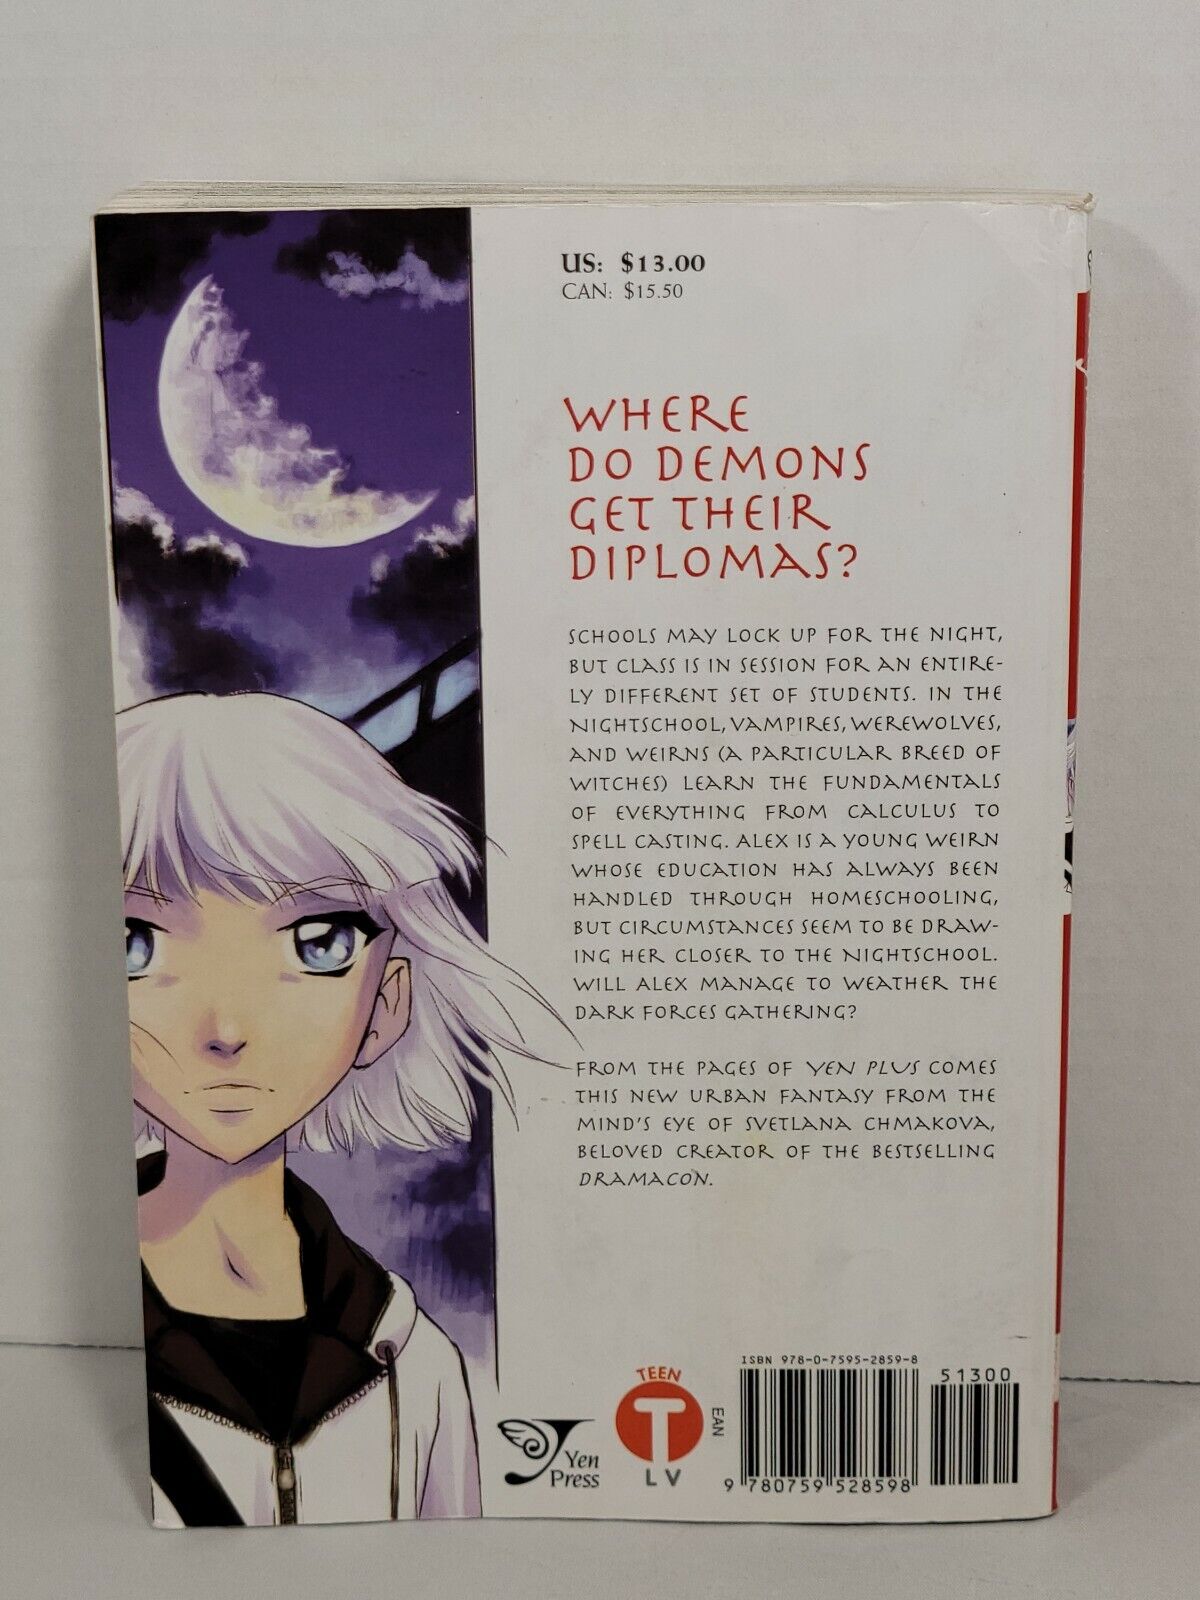 US: $13.00
CAN: $15.50
WHERE
DO DEMONS
GET THEIR
DIPLOMAS?
SCHOOLS MAY LOCK UP FOR THE NIGHT,
BUT CLASS IS IN SESSION FOR AN ENTIRE-
LY DIFFERENT SET OF STUDENTS. IN THE
NIGHTSCHOOL, VAMPIRES, WEREWOLVES,
AND WEIRNS (A PARTICULAR BREED OF
WITCHES) LEARN THE FUNDAMENTALS
OF EVERYTHING FROM CALCULUS TO
SPELL CASTING. ALEX IS A YOUNG WEIRN
WHOSE EDUCATION HAS ALWAYS BEEN
HANDLED THROUGH HOMESCHOOLING,
BUT CIRCUMSTANCES SEEM TO BE DRAW-
ING HER CLOSER TO THE NIGHTSCHOOL.
WILL ALEX MANAGE TO WEATHER THE
DARK FORCES GATHERING?
FROM THE PAGES OF YEN PLUS COMES
THIS NEW URBAN FANTASY FROM THE
MIND'S EYE OF SVETLANA CHMAKOVA,
BELOVED CREATOR OF THE BESTSELLING
DRAMACON.
Yen
Press
TEEN
T
LV
EAN
ISBN 978-0-7595-2859-8
51300
9 780759 528598